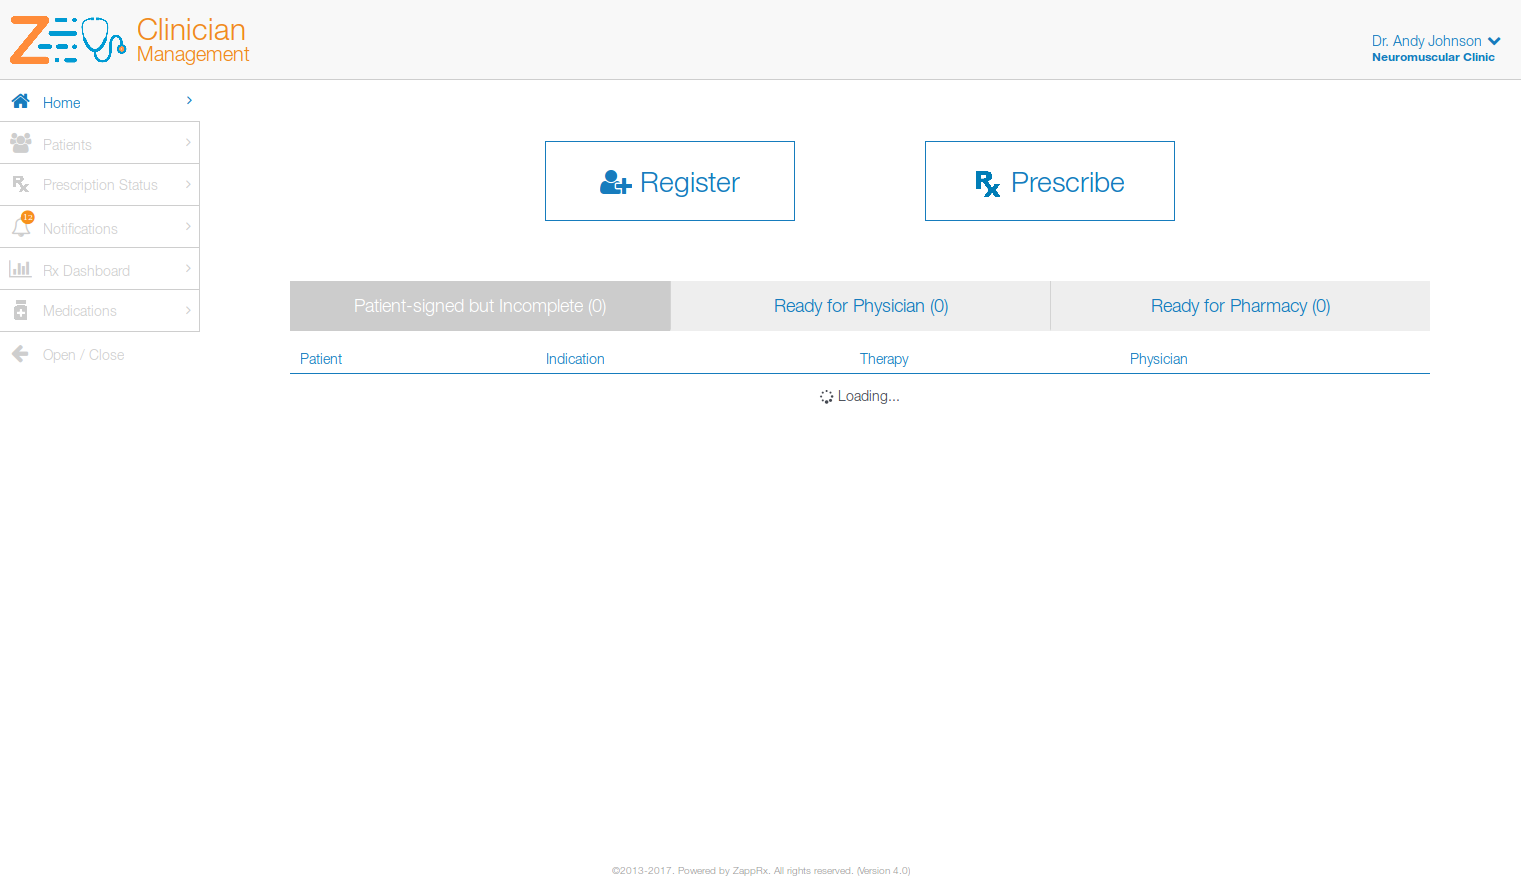 Clinician
Management
Dr. Andy Johnson
Neuromuscular Clinic
Home
Patients
Prescription Status
12
Notifications
Rx Dashboard
Medications
Open / Close
Register
Rx Prescribe
Patient-signed but Incomplete (0) Ready for Physician (0) Ready for Pharmacy (0)
Patient Indication Therapy Physician
Loading...
©2013-2017. Powered by ZappRx. All rights reserved. (Version 4.0)